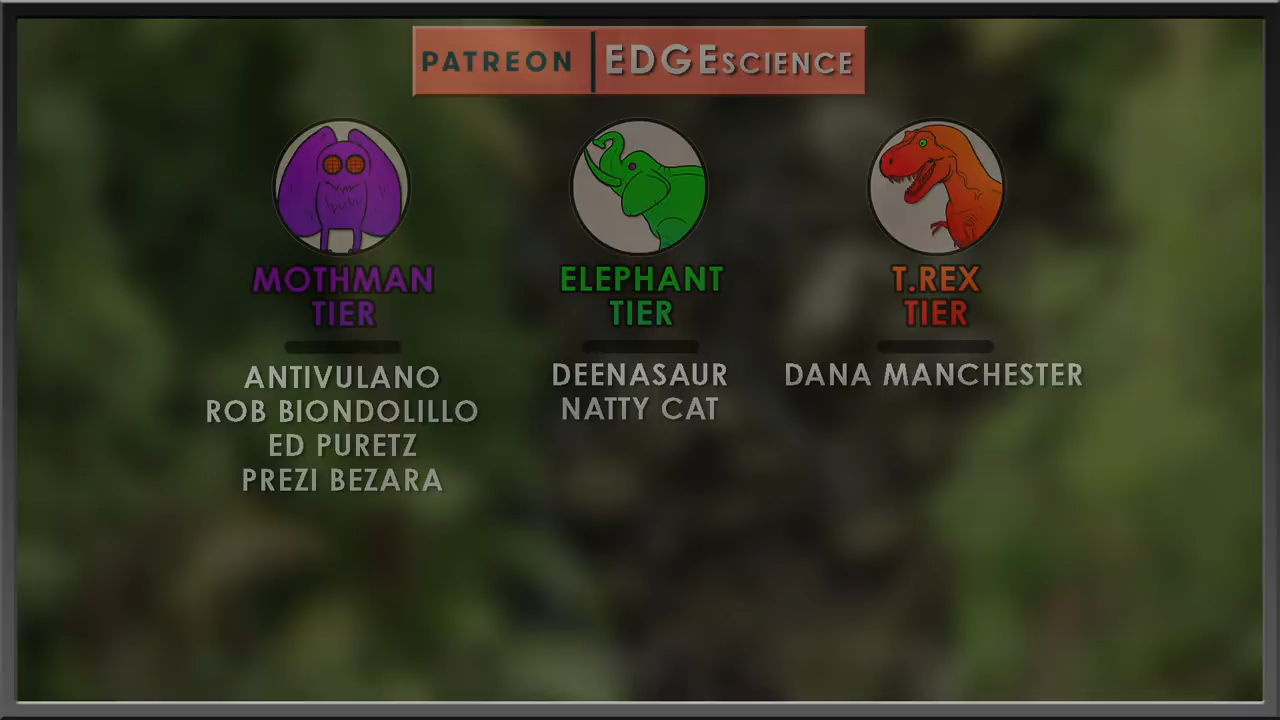 PATREON | EDGESCIENCE
MOTHMAN
TIER
ANTIVULANO
ROB BIONDOLILLO
ED PURETZ
PREZI BEZARA
ELEPHANT
TIER
DEENASAUR
NATTY CAT
T.REX
TIER
DANA MANCHESTER